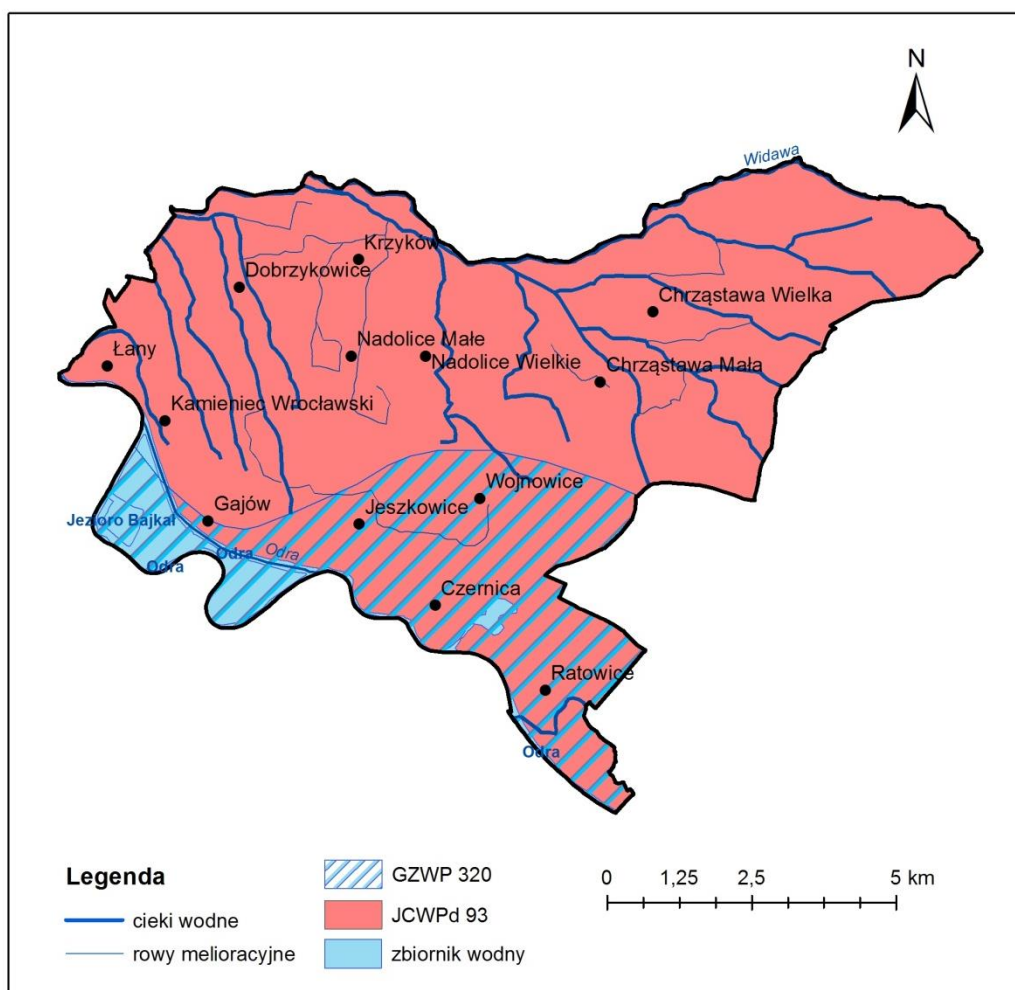 N
Widawa
Krzyków
Dobrzykowice
Chrząstawa Wielka
Nadolice Małe
Nadolice Wielkie
Łany
Chrząstawa Mała
Kamieniec Wrocławski
Wojnowice
Gajów
Jeszkowice
Jezioro Bajkał
Odra
Odra
Odra
Czernica
Ratowice
Odra
Legenda
cieki wodne
rowy melioracyjne
GZWP 320
JCWPd 93
zbiornik wodny
0 1,25 2,5 5 km